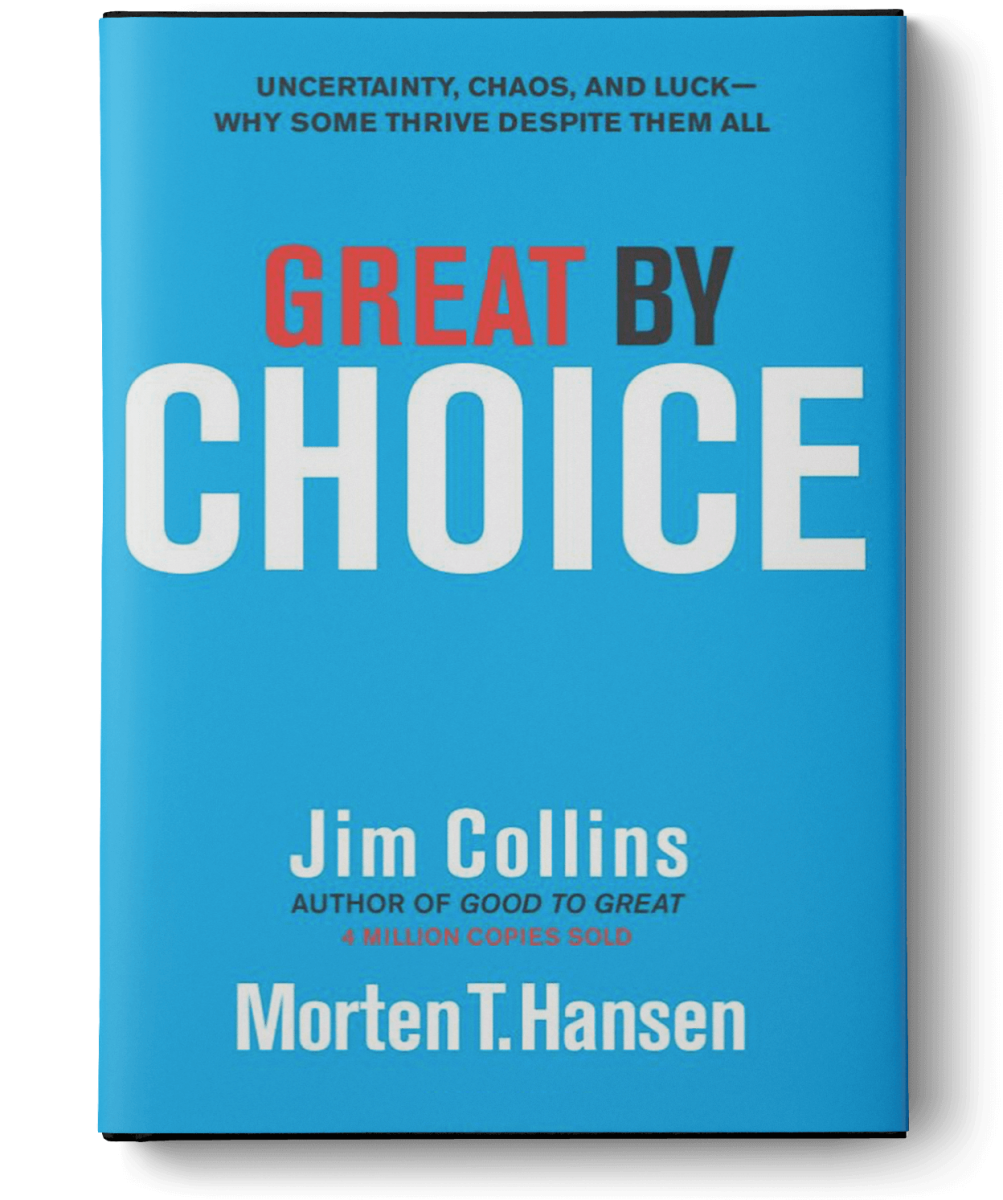 UNCERTAINTY, CHAOS, AND LUCK—
WHY SOME THRIVE DESPITE THEM ALL
GREAT BY
CHOICE
Jim Collins
AUTHOR OF GOOD TO GREAT
4 MILLION COPIES SOLD
Morten T. Hansen